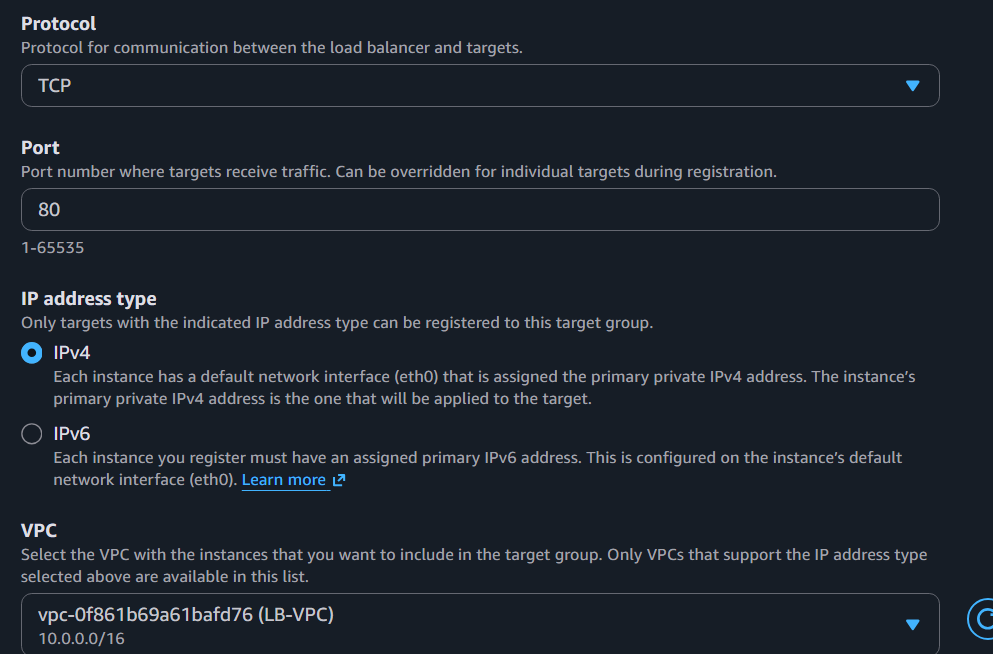 Protocol
Protocol for communication between the load balancer and targets.
TCP
Port
Port number where targets receive traffic. Can be overridden for individual targets during registration.
80
1-65535
IP address type
Only targets with the indicated IP address type can be registered to this target group.
IPv4
Each instance has a default network interface (eth0) that is assigned the primary private IPv4 address. The instance's
primary private IPv4 address is the one that will be applied to the target.
IPv6
Each instance you register must have an assigned primary IPv6 address. This is configured on the instance's default
network interface (eth0). Learn more
VPC
Select the VPC with the instances that you want to include in the target group. Only VPCs that support the IP address type
selected above are available in this list.
vpc-0f861b69a61bafd76 (LB-VPC)
10.0.0.0/16